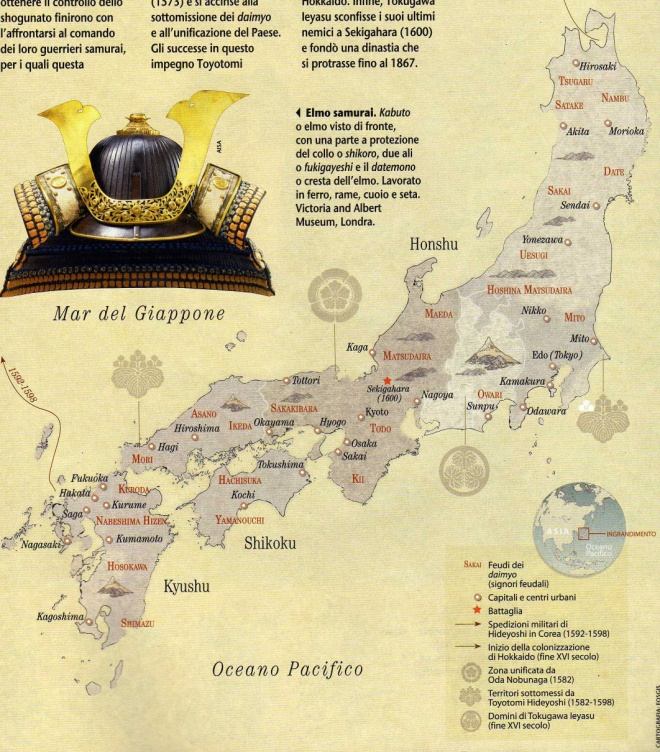 ottenere il controllo dello
shogunato finirono con
l'affrontarsi al comando
dei loro guerrieri samurai,
per i quali questa
(1573) e si accinse alla
sottomissione dei daimyo
e all'unificazione del Paese.
Gli successe in questo
impegno Toyotomi
Hokkaido. Infine, Tokugawa
Ieyasu sconfisse i suoi ultimi
nemici a Sekigahara (1600)
e fondò una dinastia che
si protrasse fino al 1867.
AISA
Elmo samurai. Kabuto
o elmo visto di fronte,
con una parte a protezione
del collo o shikoro, due ali
o fukigayeshi e il datemono
o cresta dell'elmo. Lavorato
in ferro, rame, cuoio e seta.
Victoria and Albert
Museum, Londra.
Hirosaki
TSUGARU
SATAKE
NAMBU
Akita
Morioka
DATE
SAKAI
Sendai
Yonezawa
UESUGI
Honshu
HOSHINA MATSUDAIRA
Mar del Giappone
MAEDA
Nikko
MITO
Mito
Kaga
MATSUDAIRA
Edo (Tokyo)
1592-1598
Tottori
Sekigahara
(1600)
Nagoya
Kamakura
OWARI
Sunpu
Odawara
ASANO
SAKAKIBARA
Hiroshima
IKEDA
Okayama
Hyogo
Kyoto
TODO
Hagi
Osaka
Sakai
MORI
Tokushima
KII
Fukuoka
HACHISUKA
Hakata
KURODA
Kochi
Saga
Kurume
NABESHIMA HIZEN
YAMANOUCHI
Nagasaki
Kumamoto
Shikoku
HOSOKAWA
Kyushu
Kagoshima
SHIMAZU
Oceano Pacifico
ASIA
Oceano
Pacifico
INGRANDIMENTO
SAKAI Feudi dei
daimyo
(signori feudali)
Capitali e centri urbani
Battaglia
Spedizioni militari di
Hideyoshi in Corea (1592-1598)
Inizio della colonizzazione
di Hokkaido (fine XVI secolo)
Zona unificata da
Oda Nobunaga (1582)
Territori sottomessi da
Toyotomi Hideyoshi (1582-1598)
Domini di Tokugawa Ieyasu
(fine XVI secolo)
CARTOGRAFIA: EOSGIS